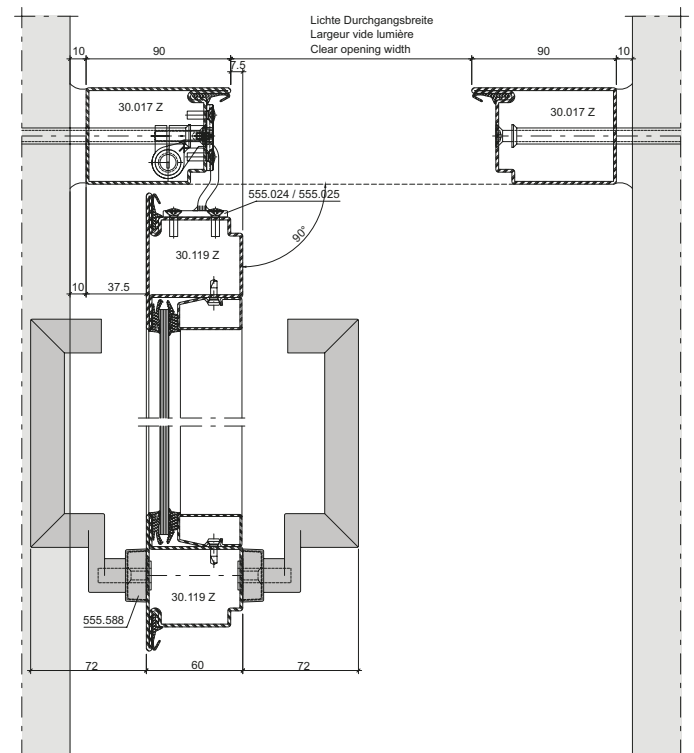 Lichte Durchgangsbreite
Largeur vide lumière
Clear opening width
10 90 90 10
7.5
30.017 Z 30.017 Z
555.024 / 555.025
90°
30.119 Z
10 37.5
30.119 Z
555.588
72 60 72